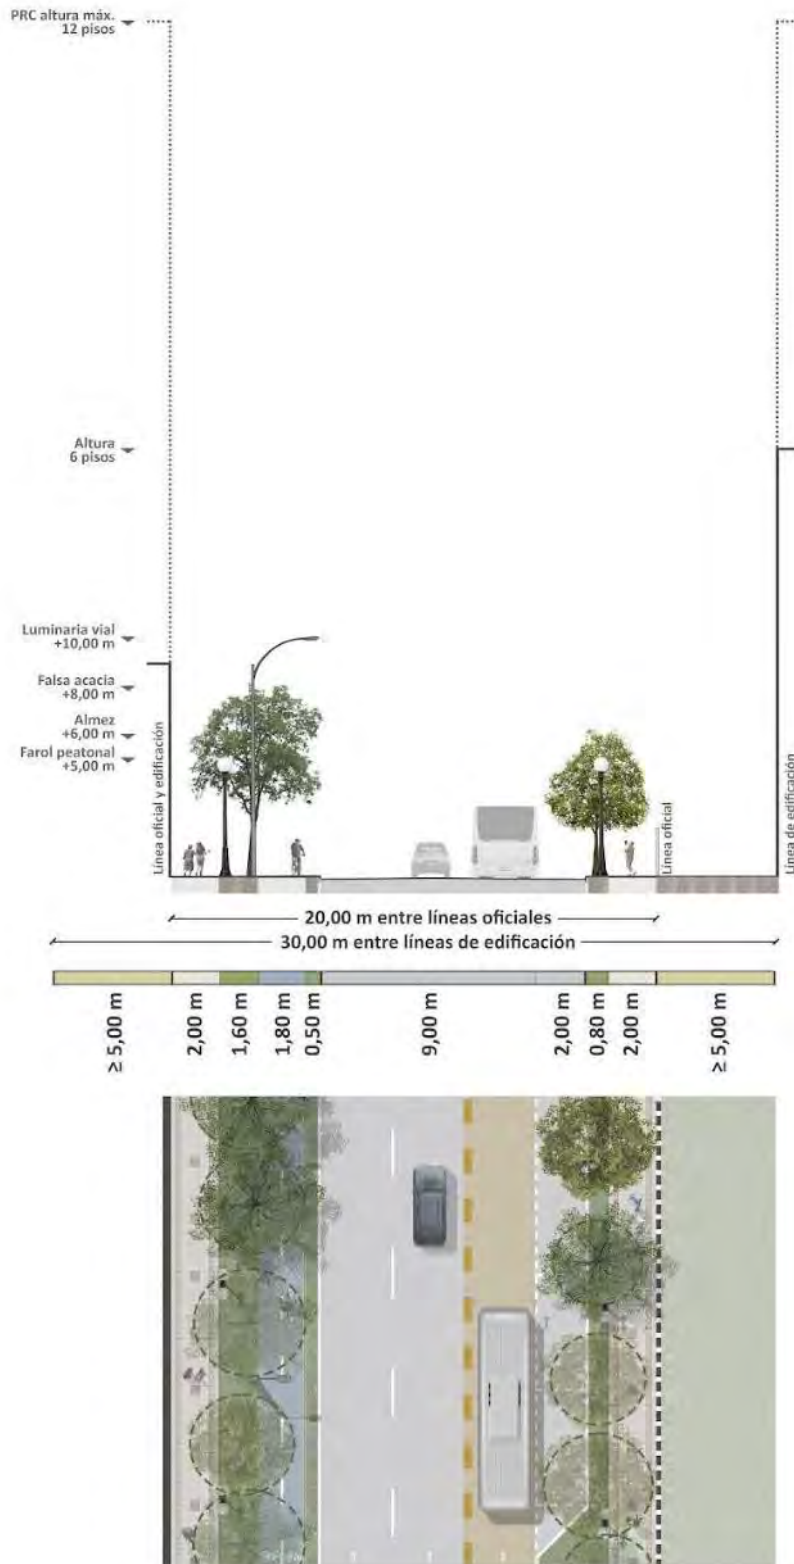 PRC altura máx.
12 pisos
Altura
6 pisos
Luminaria vial
+10,00 m
Falsa acacia
+8,00 m
Almez
+6,00 m
Farol peatonal
+5,00 m
Línea oficial y edificación
Línea oficial
Línea de edificación
20,00 m entre líneas oficiales
30,00 m entre líneas de edificación
≥ 5,00 m
2,00 m
1,60 m
1,80 m
0,50 m
9,00 m
2,00 m
0,80 m
2,00 m
≥ 5,00 m